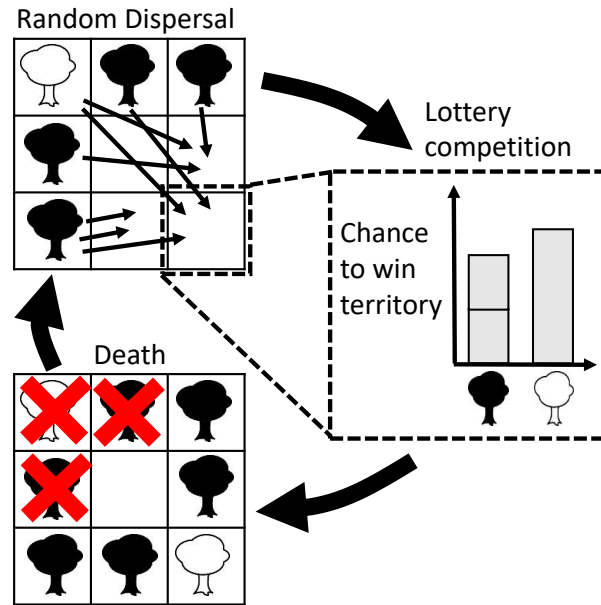 Random Dispersal
Lottery
competition
Chance
to win
territory
Death